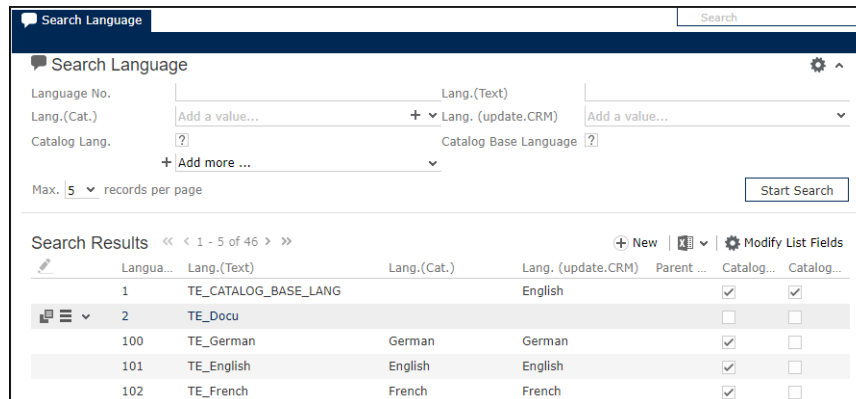 Search Language
Search
Search Language
Language No. Lang.(Text)
Lang.(Cat.) Add a value... Lang. (update.CRM) Add a value...
Catalog Lang. ? Catalog Base Language ?
+ Add more ...
Max. 5 records per page Start Search
Search Results 1 - 5 of 46 New Modify List Fields
Langua... Lang.(Text) Lang.(Cat.) Lang. (update.CRM) Parent ... Catalog... Catalog...
1 TE_CATALOG_BASE_LANG English
2 TE_Docu
100 TE_German German German
101 TE_English English English
102 TE_French French French